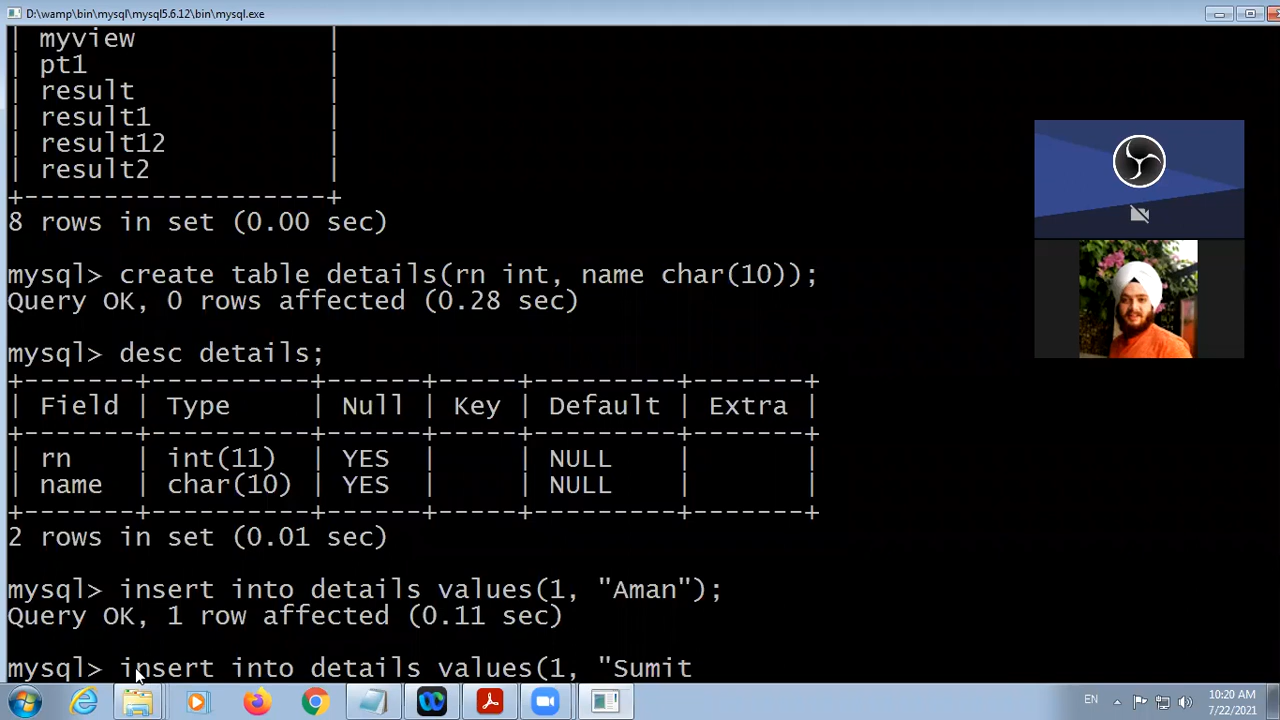 D:\wamp\bin\mysql\mysql5.6.12\bin\mysql.exe
| myview |
| pt1 |
| result |
| result1 |
| result12 |
| result2 |
+-------------------+
8 rows in set (0.00 sec)
mysql> create table details(rn int, name char(10));
Query OK, 0 rows affected (0.28 sec)
mysql> desc details;
+-------+----------+------+-----+---------+-------+
| Field | Type | Null | Key | Default | Extra |
+-------+----------+------+-----+---------+-------+
| rn | int(11) | YES | | NULL | |
| name | char(10) | YES | | NULL | |
+-------+----------+------+-----+---------+-------+
2 rows in set (0.01 sec)
mysql> insert into details values(1, "Aman");
Query OK, 1 row affected (0.11 sec)
mysql> insert into details values(1, "Sumit
EN
10:20 AM
7/22/2021